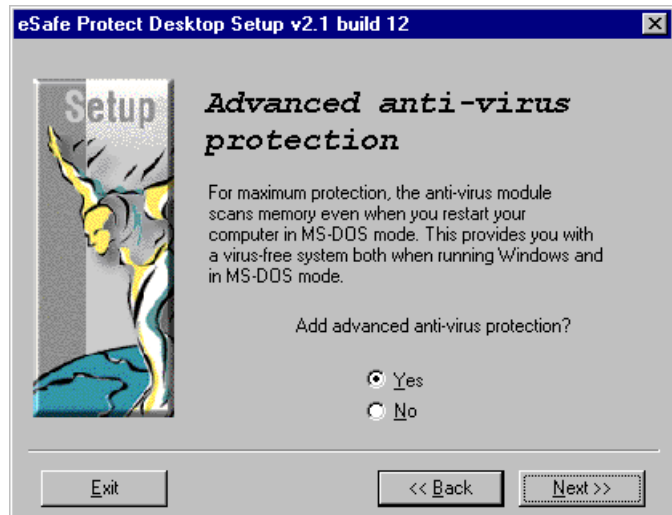 eSafe Protect Desktop Setup v2.1 build 12
Setup
Advanced anti-virus
protection
For maximum protection, the anti-virus module
scans memory even when you restart your
computer in MS-DOS mode. This provides you with
a virus-free system both when running Windows and
in MS-DOS mode.
Add advanced anti-virus protection?
Yes
No
Exit
<< Back
Next >>